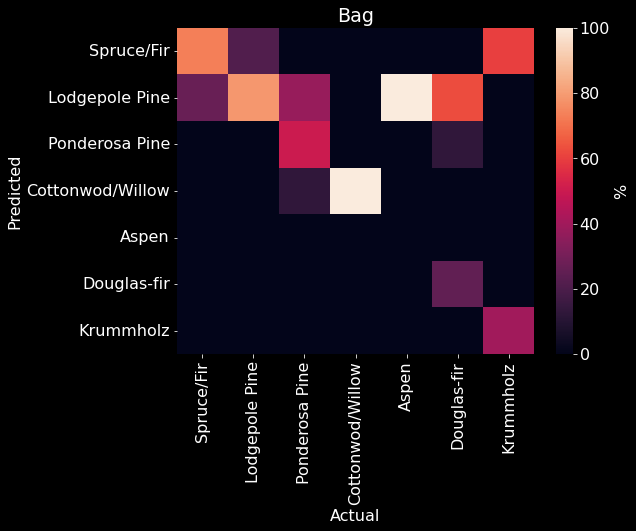 Bag
Predicted
Spruce/Fir
Lodgepole Pine
Ponderosa Pine
Cottonwod/Willow
Aspen
Douglas-fir
Krummholz
100
80
60
40
20
0
%
Spruce/Fir
Lodgepole Pine
Ponderosa Pine
Cottonwod/Willow
Aspen
Douglas-fir
Krummholz
Actual